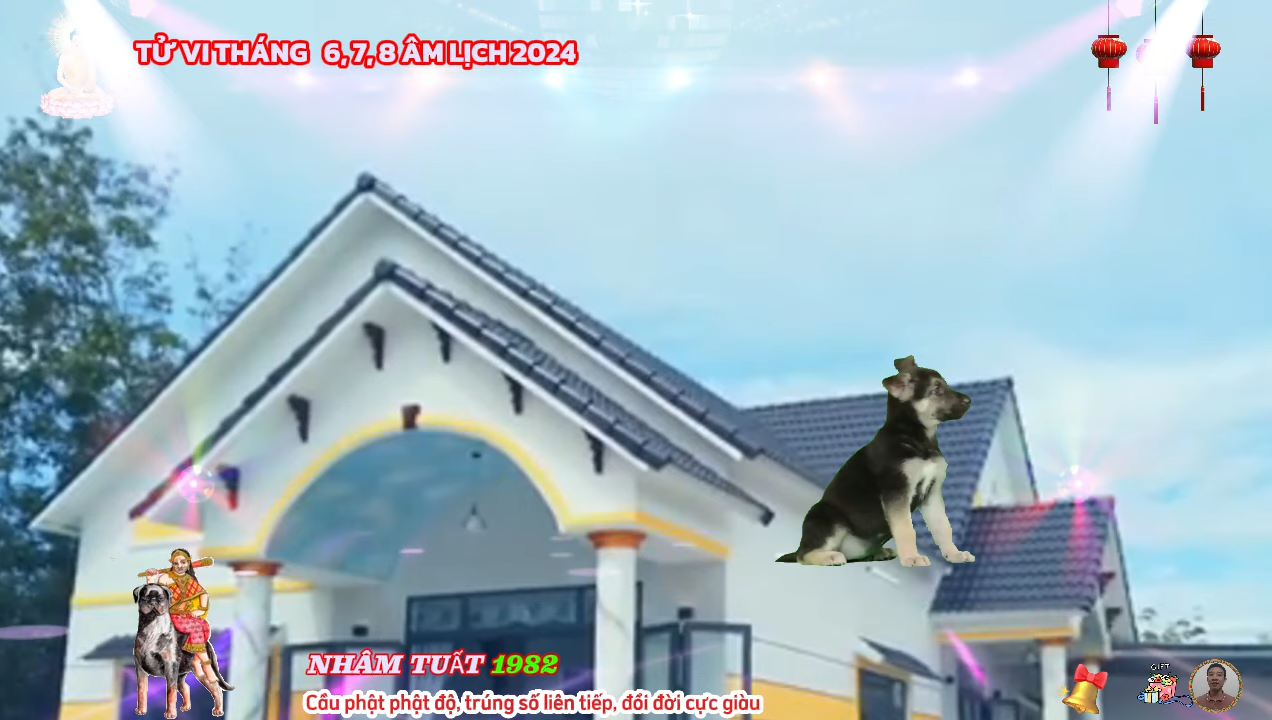 TỬ VI THÁNG 6, 7, 8 ÂM LỊCH 2024
NHÂM TUẤT 1982
Cầu phật phật độ, trúng số liên tiếp, đổi đời cực giàu
GIFT